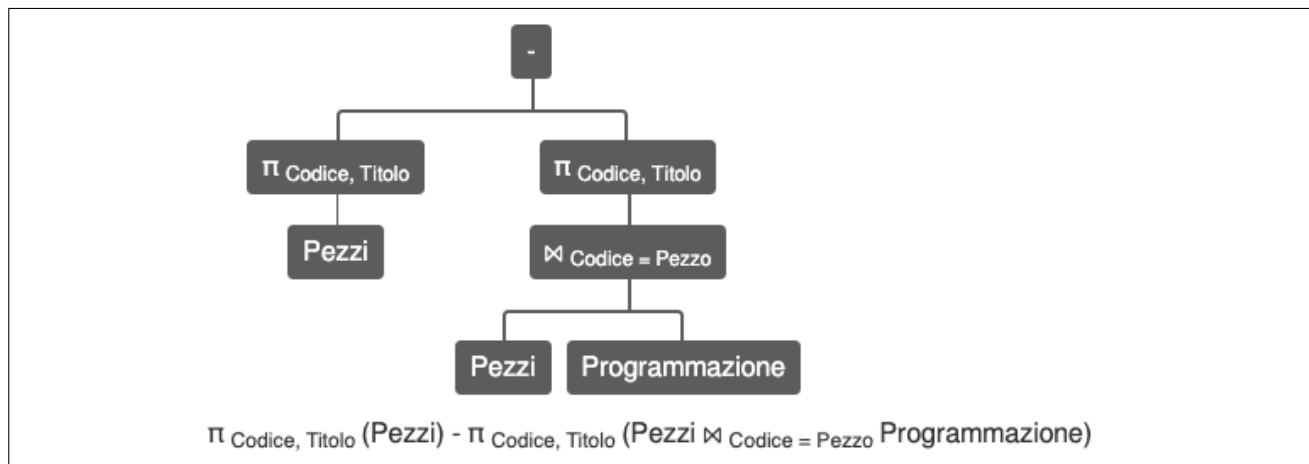 -
π Codice, Titolo π Codice, Titolo
Pezzi ⋈ Codice = Pezzo
Pezzi Programmazione
π Codice, Titolo (Pezzi) - π Codice, Titolo (Pezzi ⋈ Codice = Pezzo Programmazione)